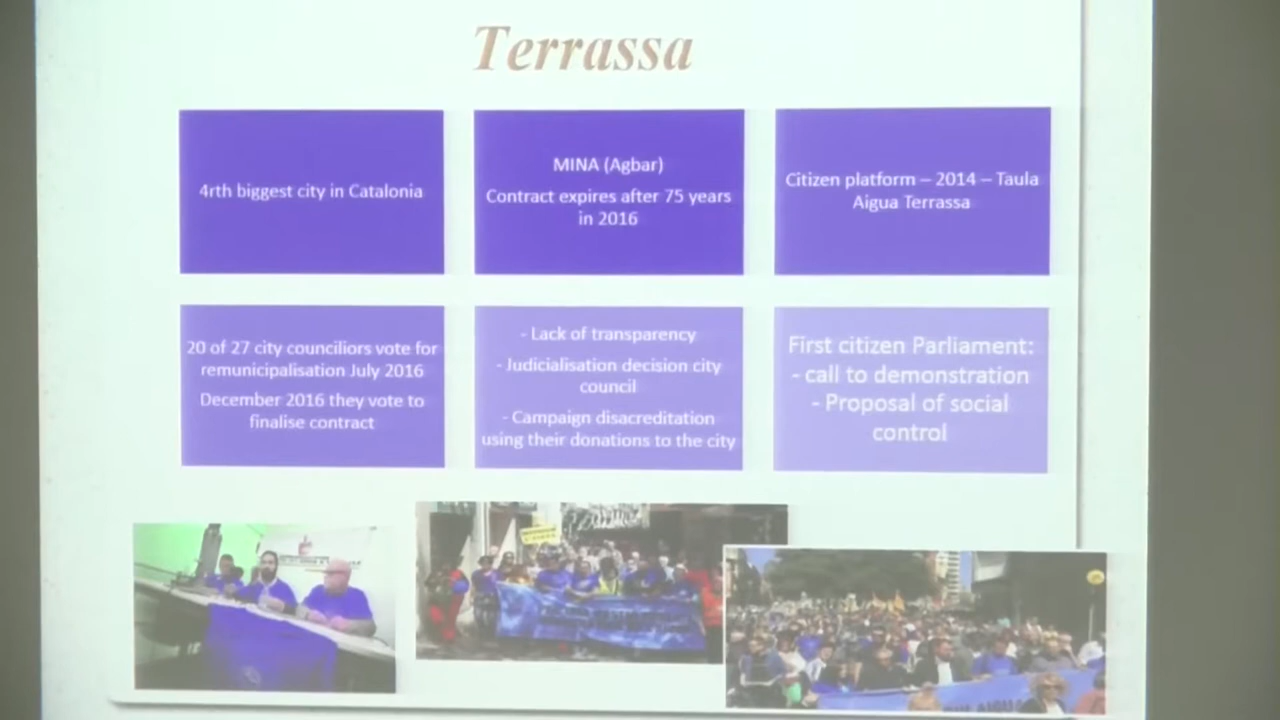 Terrassa
4rth biggest city in Catalonia
MINA (Agbar)
Contract expires after 75 years
in 2016
Citizen platform – 2014 – Taula
Aigua Terrassa
20 of 27 city counciliors vote for
remunicipalisation July 2016
December 2016 they vote to
finalise contract
- Lack of transparency
- Judicialisation decision city
council
- Campaign disacreditation
using their donations to the city
First citizen Parliament:
- call to demonstration
- Proposal of social
control